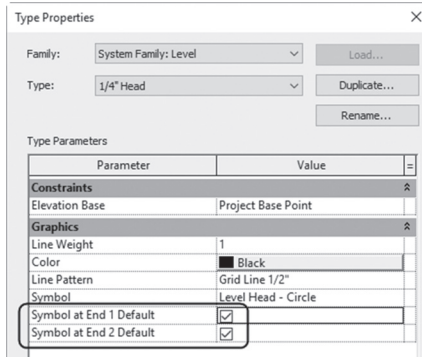 Type Properties
Family: System Family: Level Load...
Type: 1/4" Head Duplicate...
Rename...
Type Parameters
Parameter Value =
Constraints
Elevation Base Project Base Point
Graphics
Line Weight 1
Color Black
Line Pattern Grid Line 1/2"
Symbol Level Head - Circle
Symbol at End 1 Default
Symbol at End 2 Default